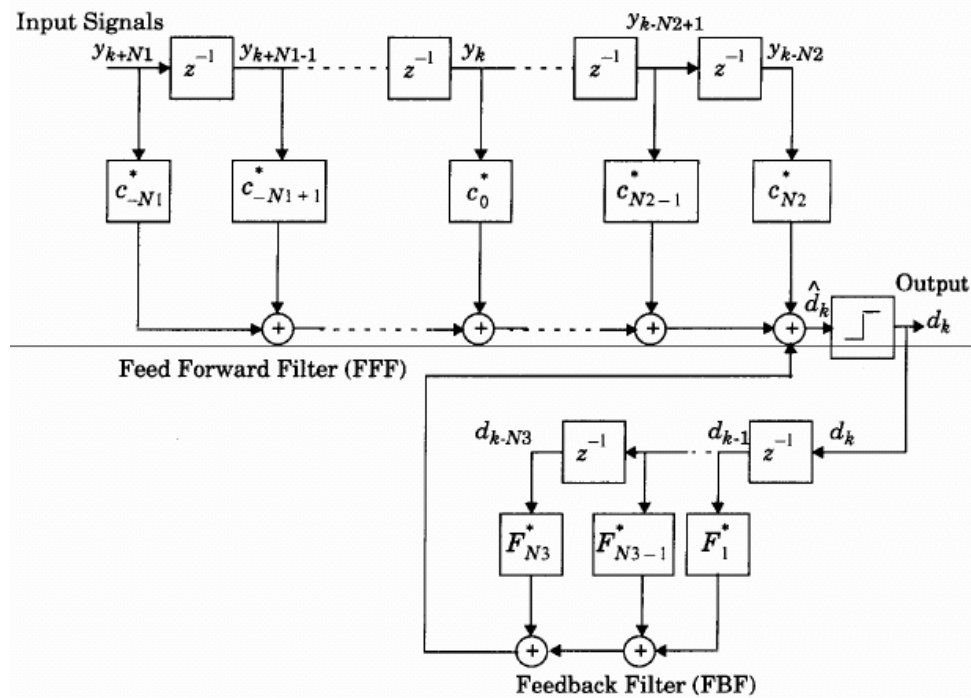 Input Signals
y_{k+N1} z^{-1} y_{k+N1-1} z^{-1} y_k z^{-1} y_{k-N2+1} z^{-1} y_{k-N2}
c^*_{-N1} c^*_{-N1+1} c^*_0 c^*_{N2-1} c^*_{N2}
+ + + + \hat{d}_k Output d_k
Feed Forward Filter (FFF)
d_{k-N3} z^{-1} d_{k-1} z^{-1} d_k
F^*_{N3} F^*_{N3-1} F^*_1
+ +
Feedback Filter (FBF)